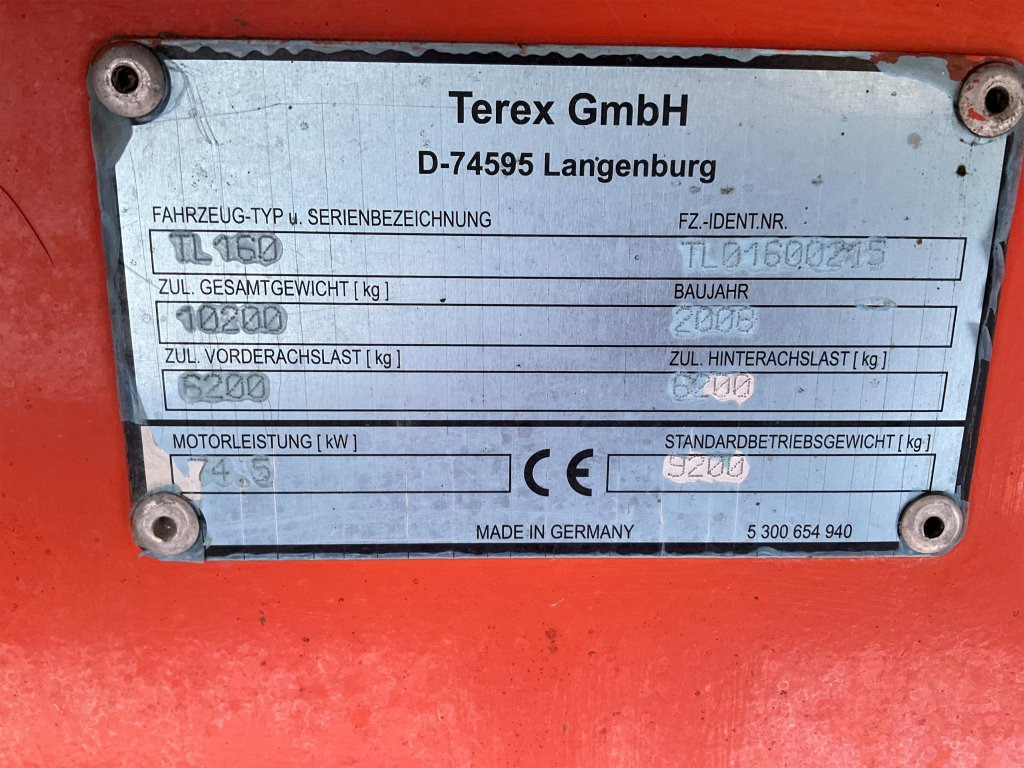 Terex GmbH
D-74595 Langenburg
FAHRZEUG-TYP u. SERIENBEZEICHNUNG FZ.-IDENT.NR.
TL160 TL01600215
ZUL. GESAMTGEWICHT [ kg ] BAUJAHR
10200 2008
ZUL. VORDERACHSLAST [ kg ] ZUL. HINTERACHSLAST [ kg ]
6200 6200
MOTORLEISTUNG [ kW ] STANDARDBETRIEBSGEWICHT [ kg ]
74.5 CE 9200
MADE IN GERMANY 5 300 654 940